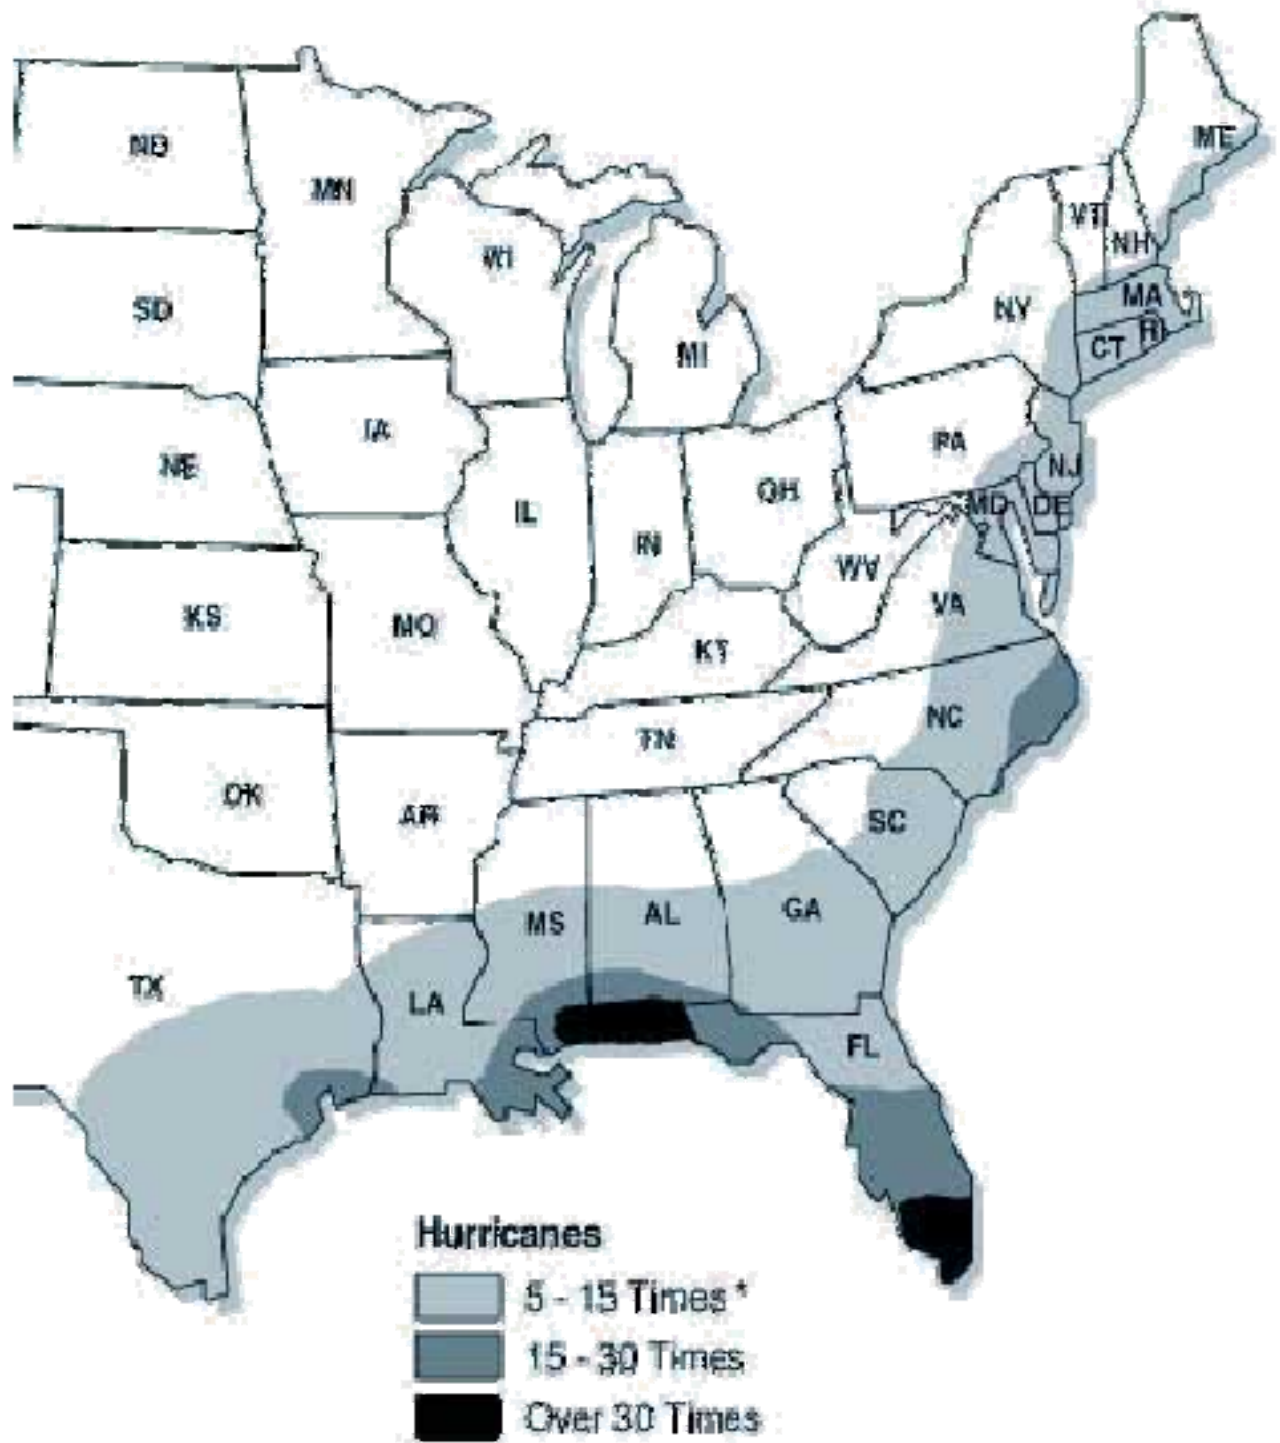 ME
ND
MN
VT
NH
WI
MA
SD
NY
RI
CT
MI
IA
PA
NE
NJ
OH
IL
MD DE
IN
WV
VA
KS
MO
KY
NC
TN
OK
AR
SC
MS AL GA
TX
LA
FL
Hurricanes
5 - 15 Times *
15 - 30 Times
Over 30 Times